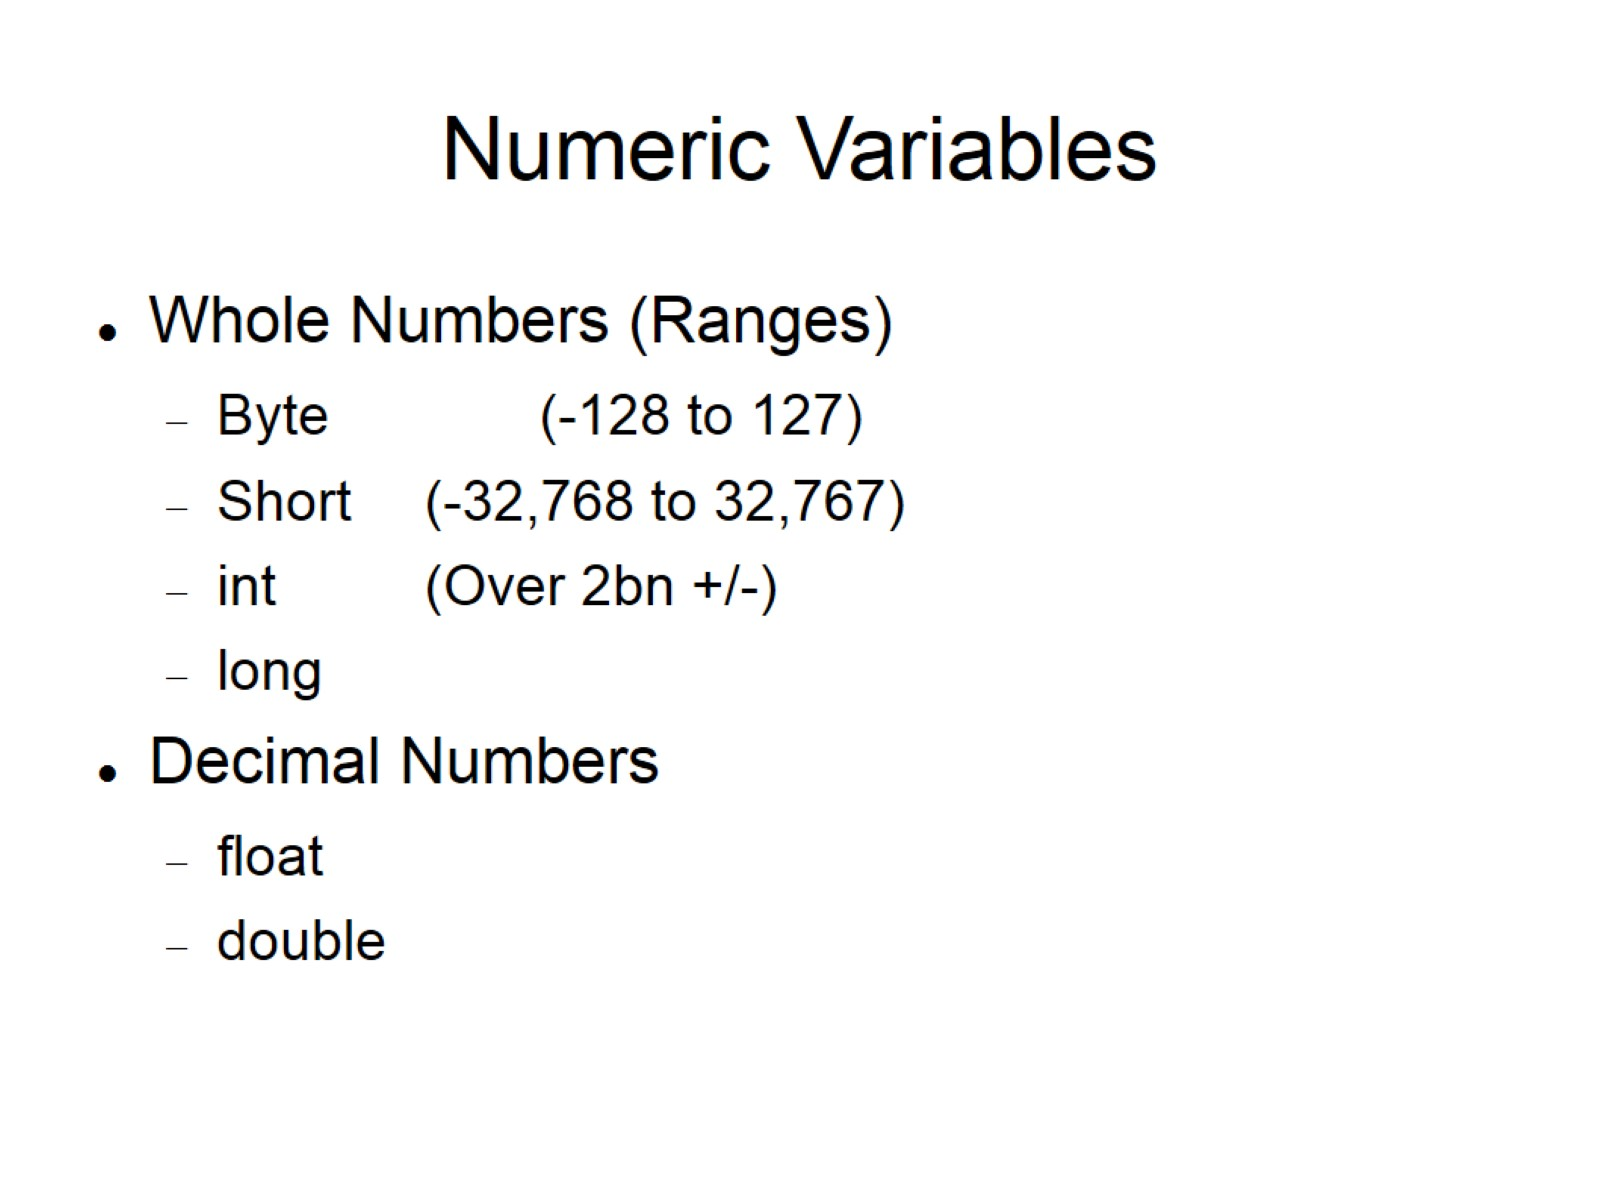 Numeric Variables
● Whole Numbers (Ranges)
– Byte (-128 to 127)
– Short (-32,768 to 32,767)
– int (Over 2bn +/-)
– long
● Decimal Numbers
– float
– double